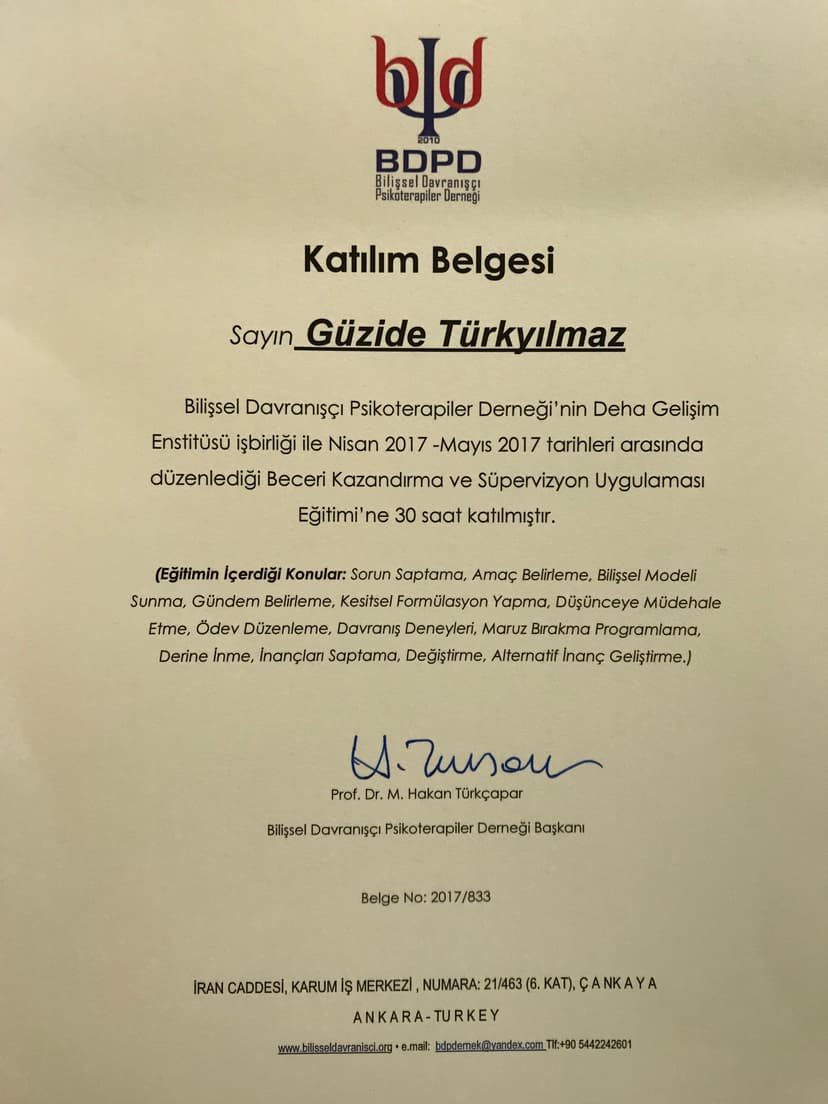 bψd
2010
BDPD
Bilişsel Davranışçı
Psikoterapiler Derneği
Katılım Belgesi
Sayın Güzide Türkyılmaz
Bilişsel Davranışçı Psikoterapiler Derneği'nin Deha Gelişim
Enstitüsü işbirliği ile Nisan 2017 -Mayıs 2017 tarihleri arasında
düzenlediği Beceri Kazandırma ve Süpervizyon Uygulaması
Eğitimi'ne 30 saat katılmıştır.
(Eğitimin İçerdiği Konular: Sorun Saptama, Amaç Belirleme, Bilişsel Modeli
Sunma, Gündem Belirleme, Kesitsel Formülasyon Yapma, Düşünceye Müdehale
Etme, Ödev Düzenleme, Davranış Deneyleri, Maruz Bırakma Programlama,
Derine İnme, İnançları Saptama, Değiştirme, Alternatif İnanç Geliştirme.)
Prof. Dr. M. Hakan Türkçapar
Bilişsel Davranışçı Psikoterapiler Derneği Başkanı
Belge No: 2017/833
İRAN CADDESİ, KARUM İŞ MERKEZİ , NUMARA: 21/463 (6. KAT), Ç A N K A Y A
A N K A R A - T U R K E Y
www.bilisseldavranisci.org • e.mail: bdpdernek@yandex.com Tlf:+90 5442242601